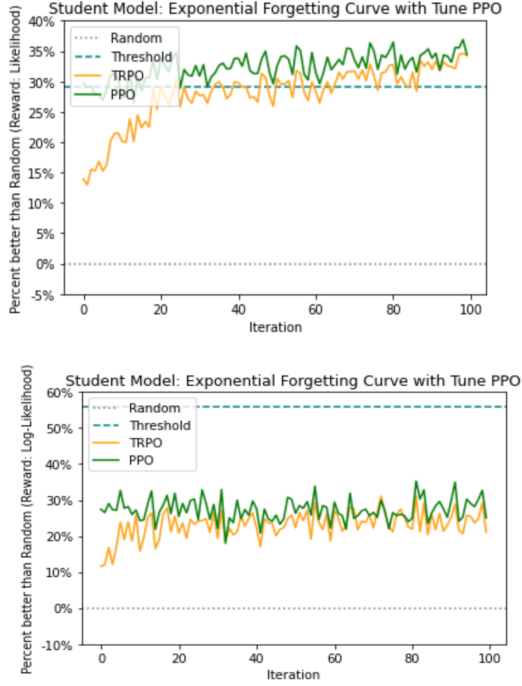 Student Model: Exponential Forgetting Curve with Tune PPO
Percent better than Random (Reward: Likelihood)
40%
35%
30%
25%
20%
15%
10%
5%
0%
-5%
Random
Threshold
TRPO
PPO
0
20
40
60
80
100
Iteration
Student Model: Exponential Forgetting Curve with Tune PPO
Percent better than Random (Reward: Log-Likelihood)
60%
50%
40%
30%
20%
10%
0%
-10%
Random
Threshold
TRPO
PPO
0
20
40
60
80
100
Iteration